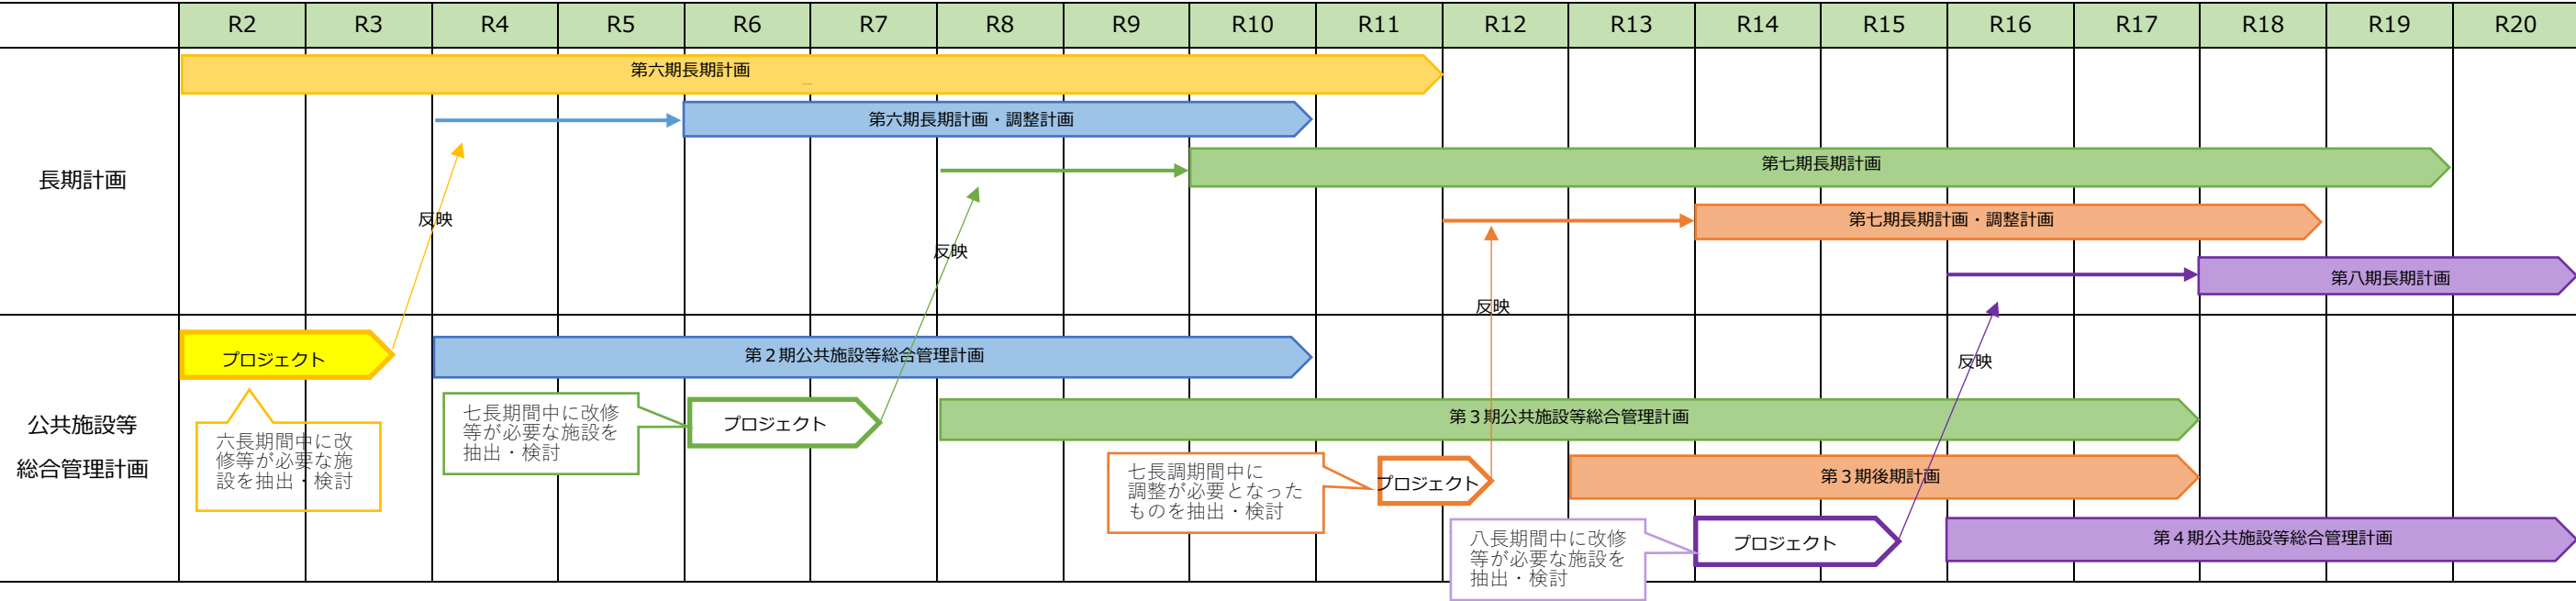 R2 R3 R4 R5 R6 R7 R8 R9 R10 R11 R12 R13 R14 R15 R16 R17 R18 R19 R20
長期計画
第六期長期計画
第六期長期計画・調整計画
第七期長期計画
第七期長期計画・調整計画
第八期長期計画
反映
反映
反映
反映
公共施設等
総合管理計画
プロジェクト
第２期公共施設等総合管理計画
六長期間中に改
修等が必要な施
設を抽出・検討
七長期間中に改修
等が必要な施設を
抽出・検討
プロジェクト
第３期公共施設等総合管理計画
七長調期間中に
調整が必要となった
ものを抽出・検討
プロジェクト
第３期後期計画
八長期間中に改修
等が必要な施設を
抽出・検討
プロジェクト
第４期公共施設等総合管理計画